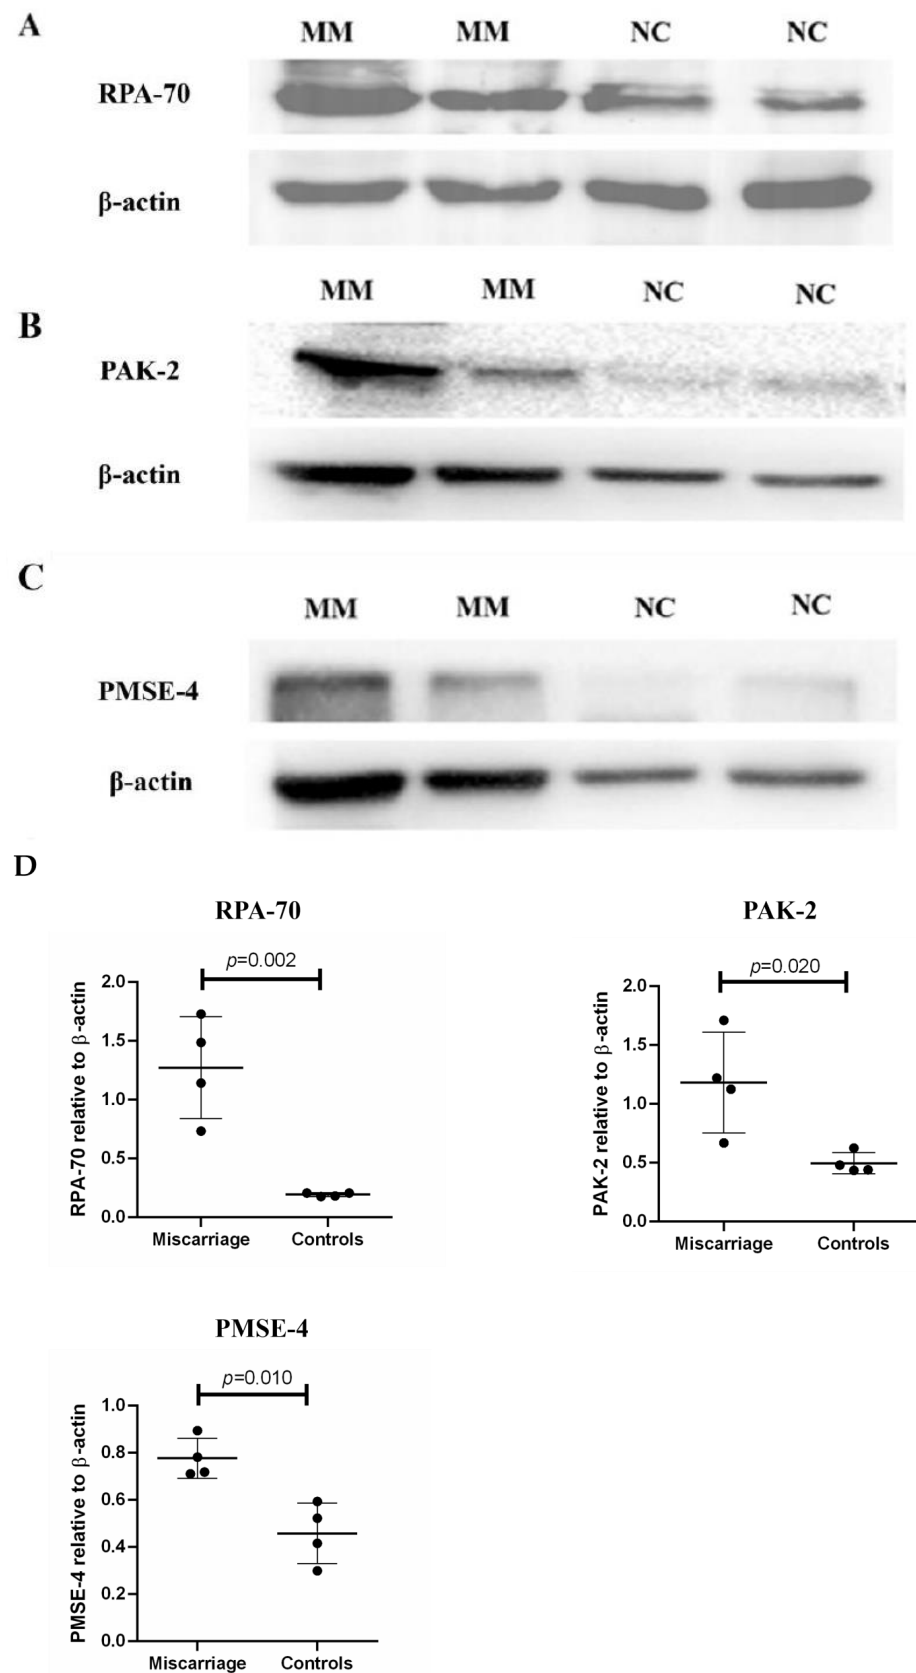 A
MM MM NC NC
RPA-70
β-actin
MM MM NC NC
B
PAK-2
β-actin
C
MM MM NC NC
PMSE-4
β-actin
D
RPA-70
p=0.002
2.0
1.5
1.0
0.5
0.0
RPA-70 relative to β-actin
Miscarriage Controls
PAK-2
p=0.020
2.0
1.5
1.0
0.5
0.0
PAK-2 relative to β-actin
Miscarriage Controls
PMSE-4
p=0.010
1.0
0.8
0.6
0.4
0.2
0.0
PMSE-4 relative to β-actin
Miscarriage Controls